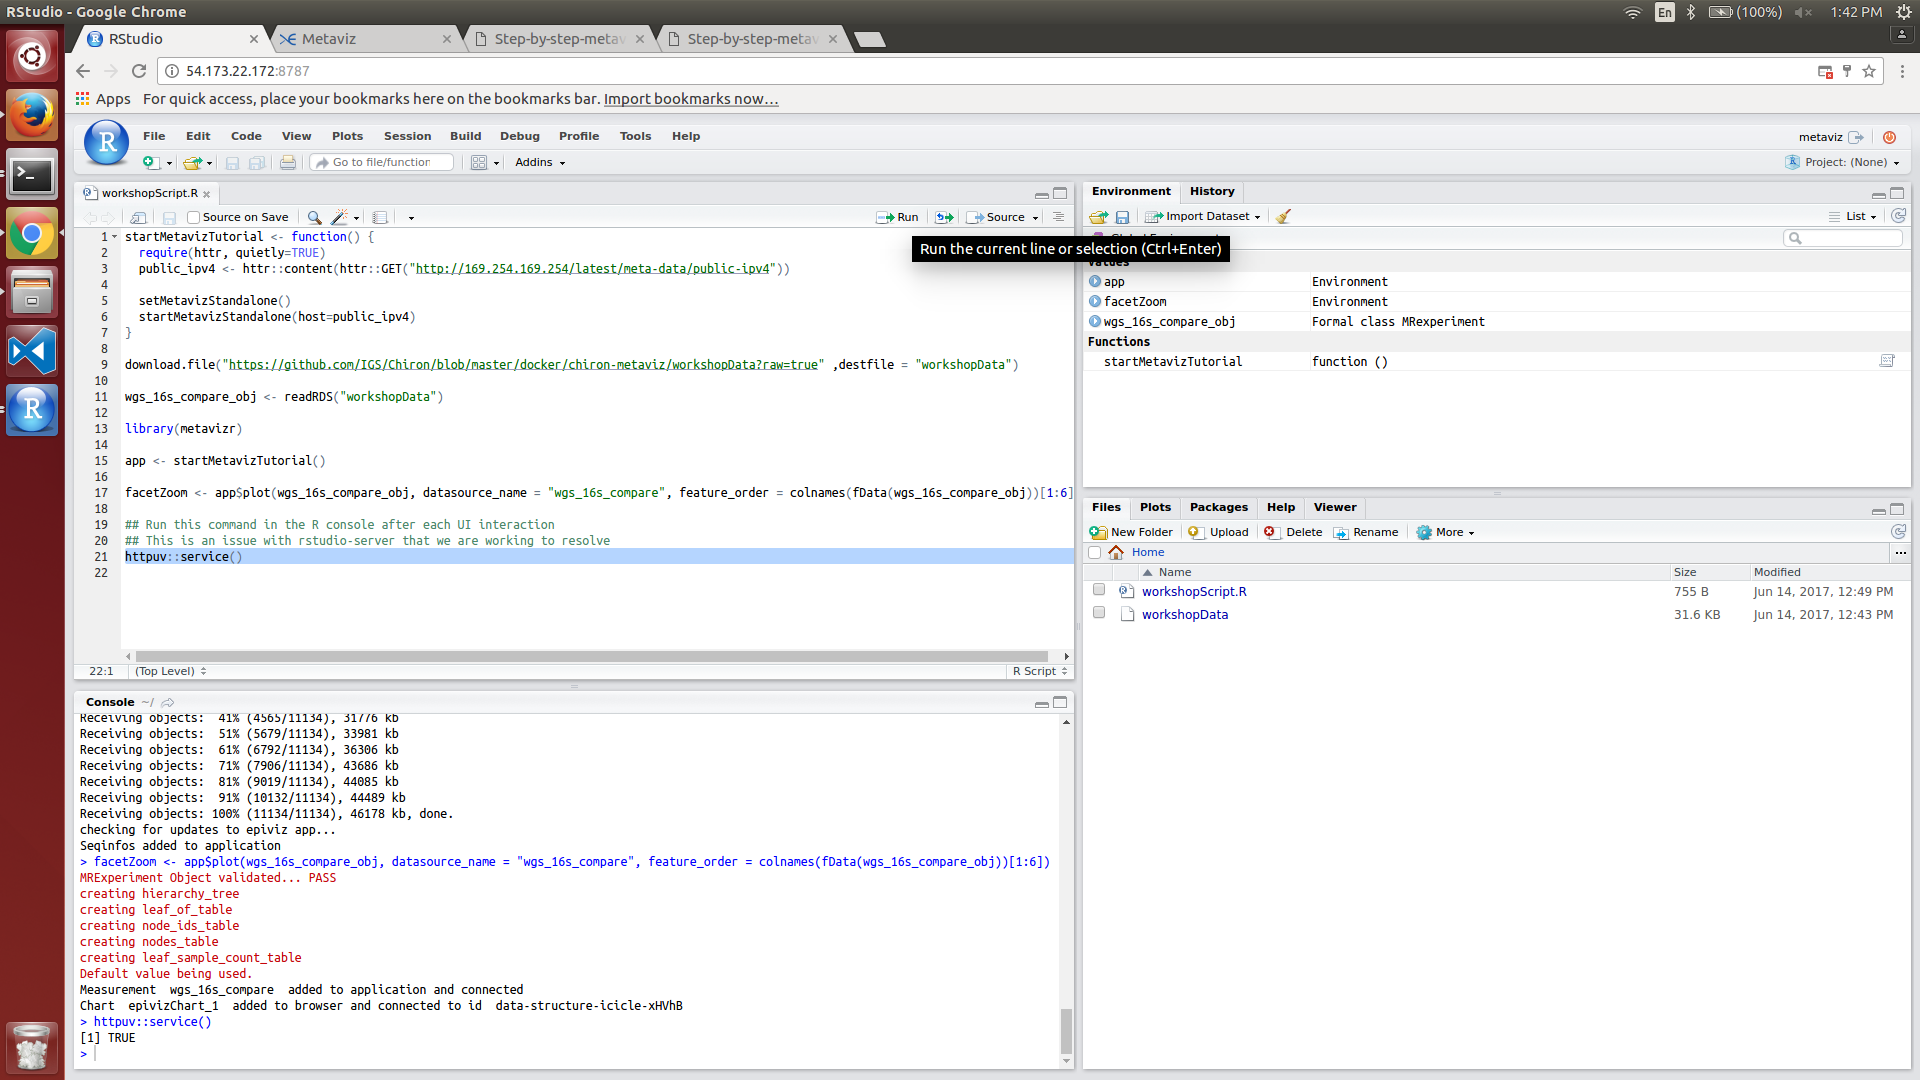 RStudio - Google Chrome
En (100%) 1:42 PM
RStudio × Metaviz × Step-by-step-meta × Step-by-step-meta ×
54.173.22.172:8787
Apps For quick access, place your bookmarks here on the bookmarks bar. Import bookmarks now…
R File Edit Code View Plots Session Build Debug Profile Tools Help
metaviz
Go to file/function Addins
Project: (None)
workshopScript.R ×
Source on Save Run Source
1 startMetavizTutorial <- function() {
2 require(httr, quietly=TRUE)
3 public_ipv4 <- httr::content(httr::GET("http://169.254.169.254/latest/meta-data/public-ipv4"))
4
5 setMetavizStandalone()
6 startMetavizStandalone(host=public_ipv4)
7 }
8
9 download.file("https://github.com/IGS/Chiron/blob/master/docker/chiron-metaviz/workshopData?raw=true" ,destfile = "workshopData")
10
11 wgs_16s_compare_obj <- readRDS("workshopData")
12
13 library(metavizr)
14
15 app <- startMetavizTutorial()
16
17 facetZoom <- app$plot(wgs_16s_compare_obj, datasource_name = "wgs_16s_compare", feature_order = colnames(fData(wgs_16s_compare_obj))[1:6]
18
19 ## Run this command in the R console after each UI interaction
20 ## This is an issue with rstudio-server that we are working to resolve
21 httpuv::service()
22
22:1 (Top Level) R Script
Run the current line or selection (Ctrl+Enter)
Console ~/
Receiving objects: 41% (4565/11134), 31776 kb
Receiving objects: 51% (5679/11134), 33981 kb
Receiving objects: 61% (6792/11134), 36306 kb
Receiving objects: 71% (7906/11134), 43686 kb
Receiving objects: 81% (9019/11134), 44085 kb
Receiving objects: 91% (10132/11134), 44489 kb
Receiving objects: 100% (11134/11134), 46178 kb, done.
checking for updates to epiviz app...
Seqinfos added to application
> facetZoom <- app$plot(wgs_16s_compare_obj, datasource_name = "wgs_16s_compare", feature_order = colnames(fData(wgs_16s_compare_obj))[1:6])
MRExperiment Object validated... PASS
creating hierarchy_tree
creating leaf_of_table
creating node_ids_table
creating nodes_table
creating leaf_sample_count_table
Default value being used.
Measurement wgs_16s_compare added to application and connected
Chart epivizChart_1 added to browser and connected to id data-structure-icicle-xHVhB
> httpuv::service()
[1] TRUE
>
Environment History
Import Dataset List
Values
app Environment
facetZoom Environment
wgs_16s_compare_obj Formal class MRexperiment
Functions
startMetavizTutorial function ()
Files Plots Packages Help Viewer
New Folder Upload Delete Rename More
Home ...
Name Size Modified
workshopScript.R 755 B Jun 14, 2017, 12:49 PM
workshopData 31.6 KB Jun 14, 2017, 12:43 PM